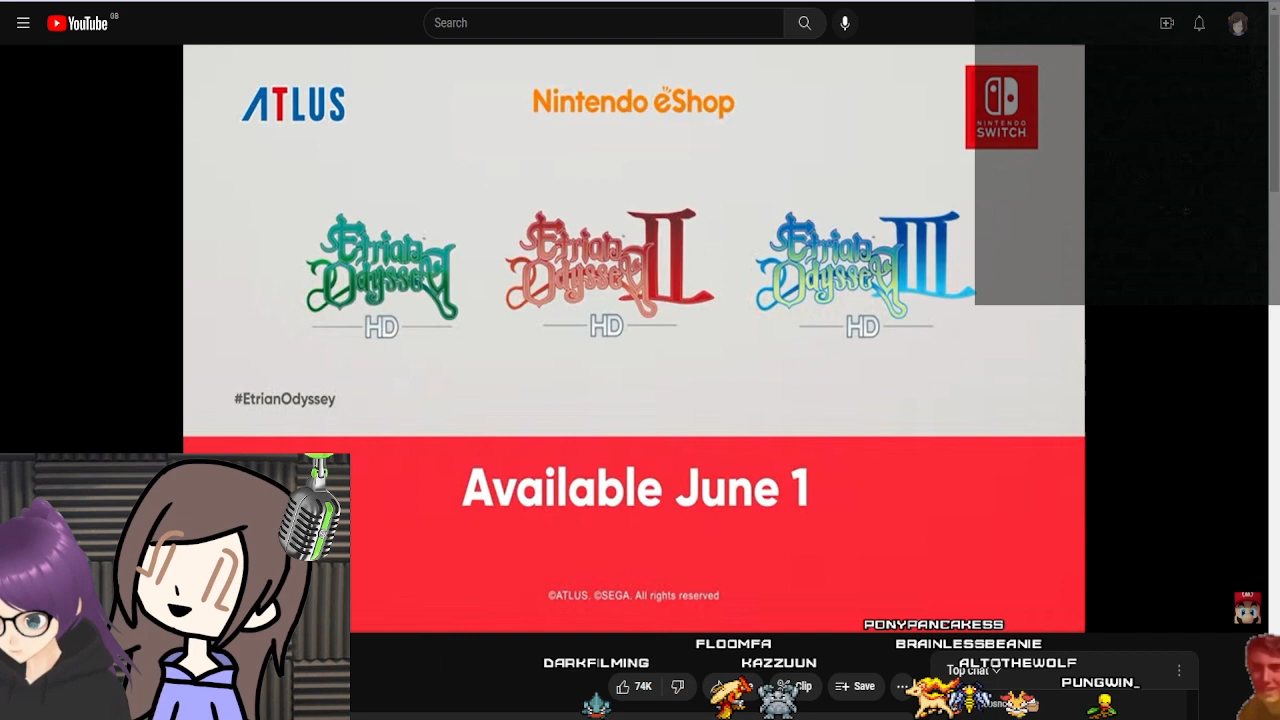 YouTube GB
Search
ATLUS
Nintendo eShop
NINTENDO
SWITCH
Etrian Odyssey
HD
Etrian Odyssey II
HD
Etrian Odyssey III
HD
#EtrianOdyssey
Available June 1
©ATLUS. ©SEGA. All rights reserved
PONYPANCAKESS
FLOOMFA
BRAINLESSBEANIE
DARKFILMING
KAZZUUN
ALTOTHEWOLF
Top chat
PUNGWIN_
74K
Clip
Save